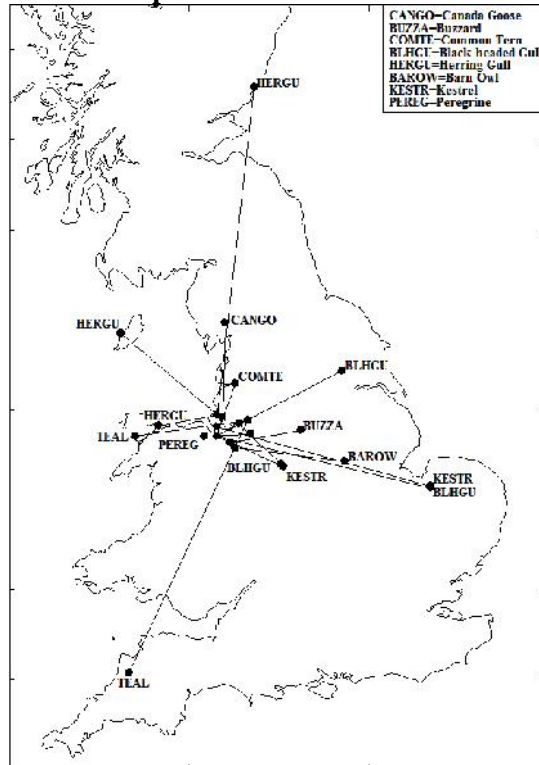 CANGO=Canada Goose
BUZZA=Buzzard
COMTE=Common Tern
BLHGU=Black headed Gull
HERGU=Herring Gull
BAROW=Barn Owl
KESTR=Kestrel
PEREG=Peregrine
HERGU
CANGO
HERGU
BLHGU
COMTE
HERGU
BUZZA
TEAL
PEREG
BAROW
BLHGU
KESTR
KESTR
BLHGU
TEAL